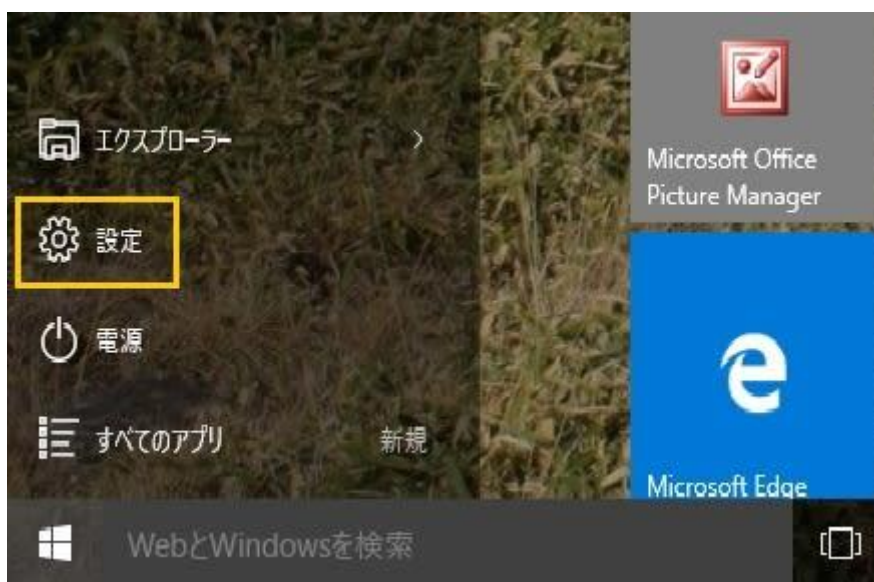 エクスプローラー
設定
電源
すべてのアプリ 新規
WebとWindowsを検索
Microsoft Office
Picture Manager
Microsoft Edge